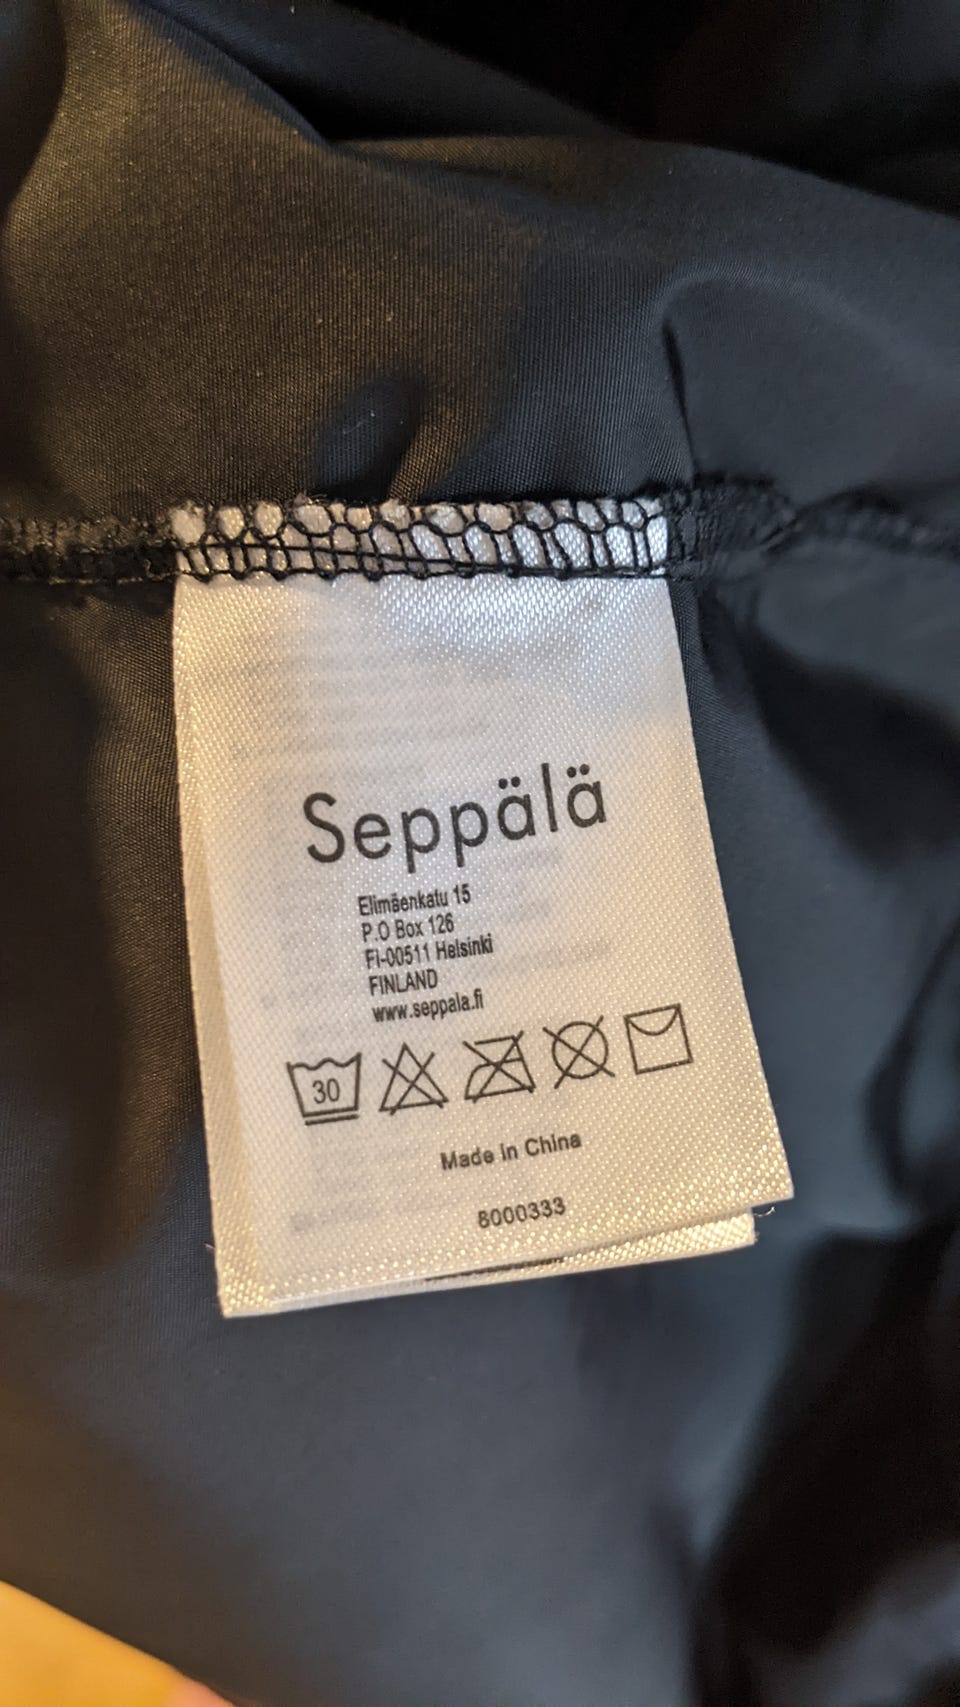 Seppälä
Elimäenkatu 15
P.O Box 126
Fi-00511 Helsinki
FINLAND
www.seppala.fi
30
Made in China
8000333